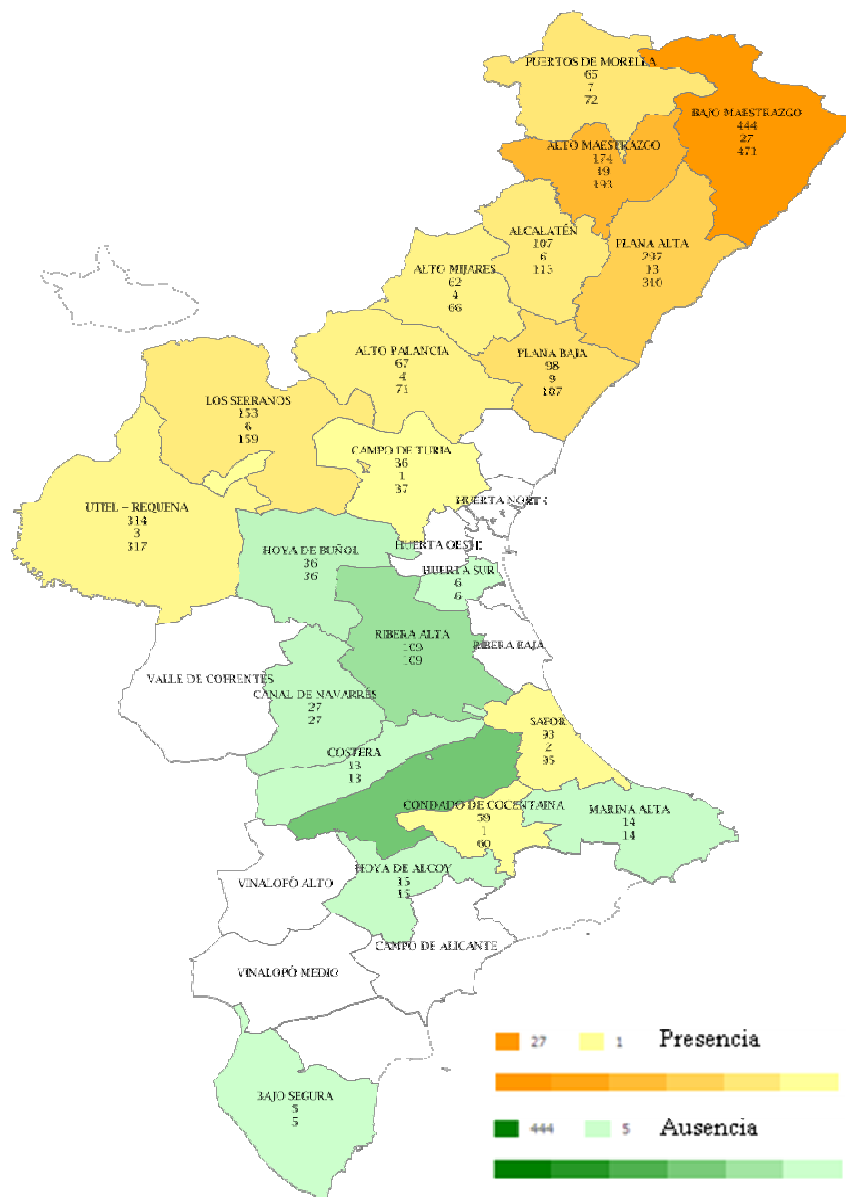 PUERTOS DE MORELLA
65
7
72
BAJO MAESTRAZGO
444
27
471
ALTO MAESTRAZGO
174
19
193
ALCALATÉN
107
6
113
PLANA ALTA
297
13
310
ALTO MIJARES
62
4
66
ALTO PALANCIA
67
4
71
PLANA BAJA
98
9
107
LOS SERRANOS
153
6
159
CAMPO DE TURIA
36
1
37
UTIEL – REQUENA
314
3
317
HUERTA NORTE
HOYA DE BUÑOL
36
36
HUERTA OESTE
HUERTA SUR
6
6
RIBERA ALTA
109
109
RIBERA BAJA
VALLE DE COFRENTES
CANAL DE NAVARRÉS
27
27
SAFOR
93
2
95
COSTERA
13
13
CONDADO DE COCENTAINA
59
1
60
MARINA ALTA
14
14
HOYA DE ALCOY
15
15
VINALOPÓ ALTO
CAMPO DE ALICANTE
VINALOPÓ MEDIO
BAJO SEGURA
5
5
27 1 Presencia
444 5 Ausencia